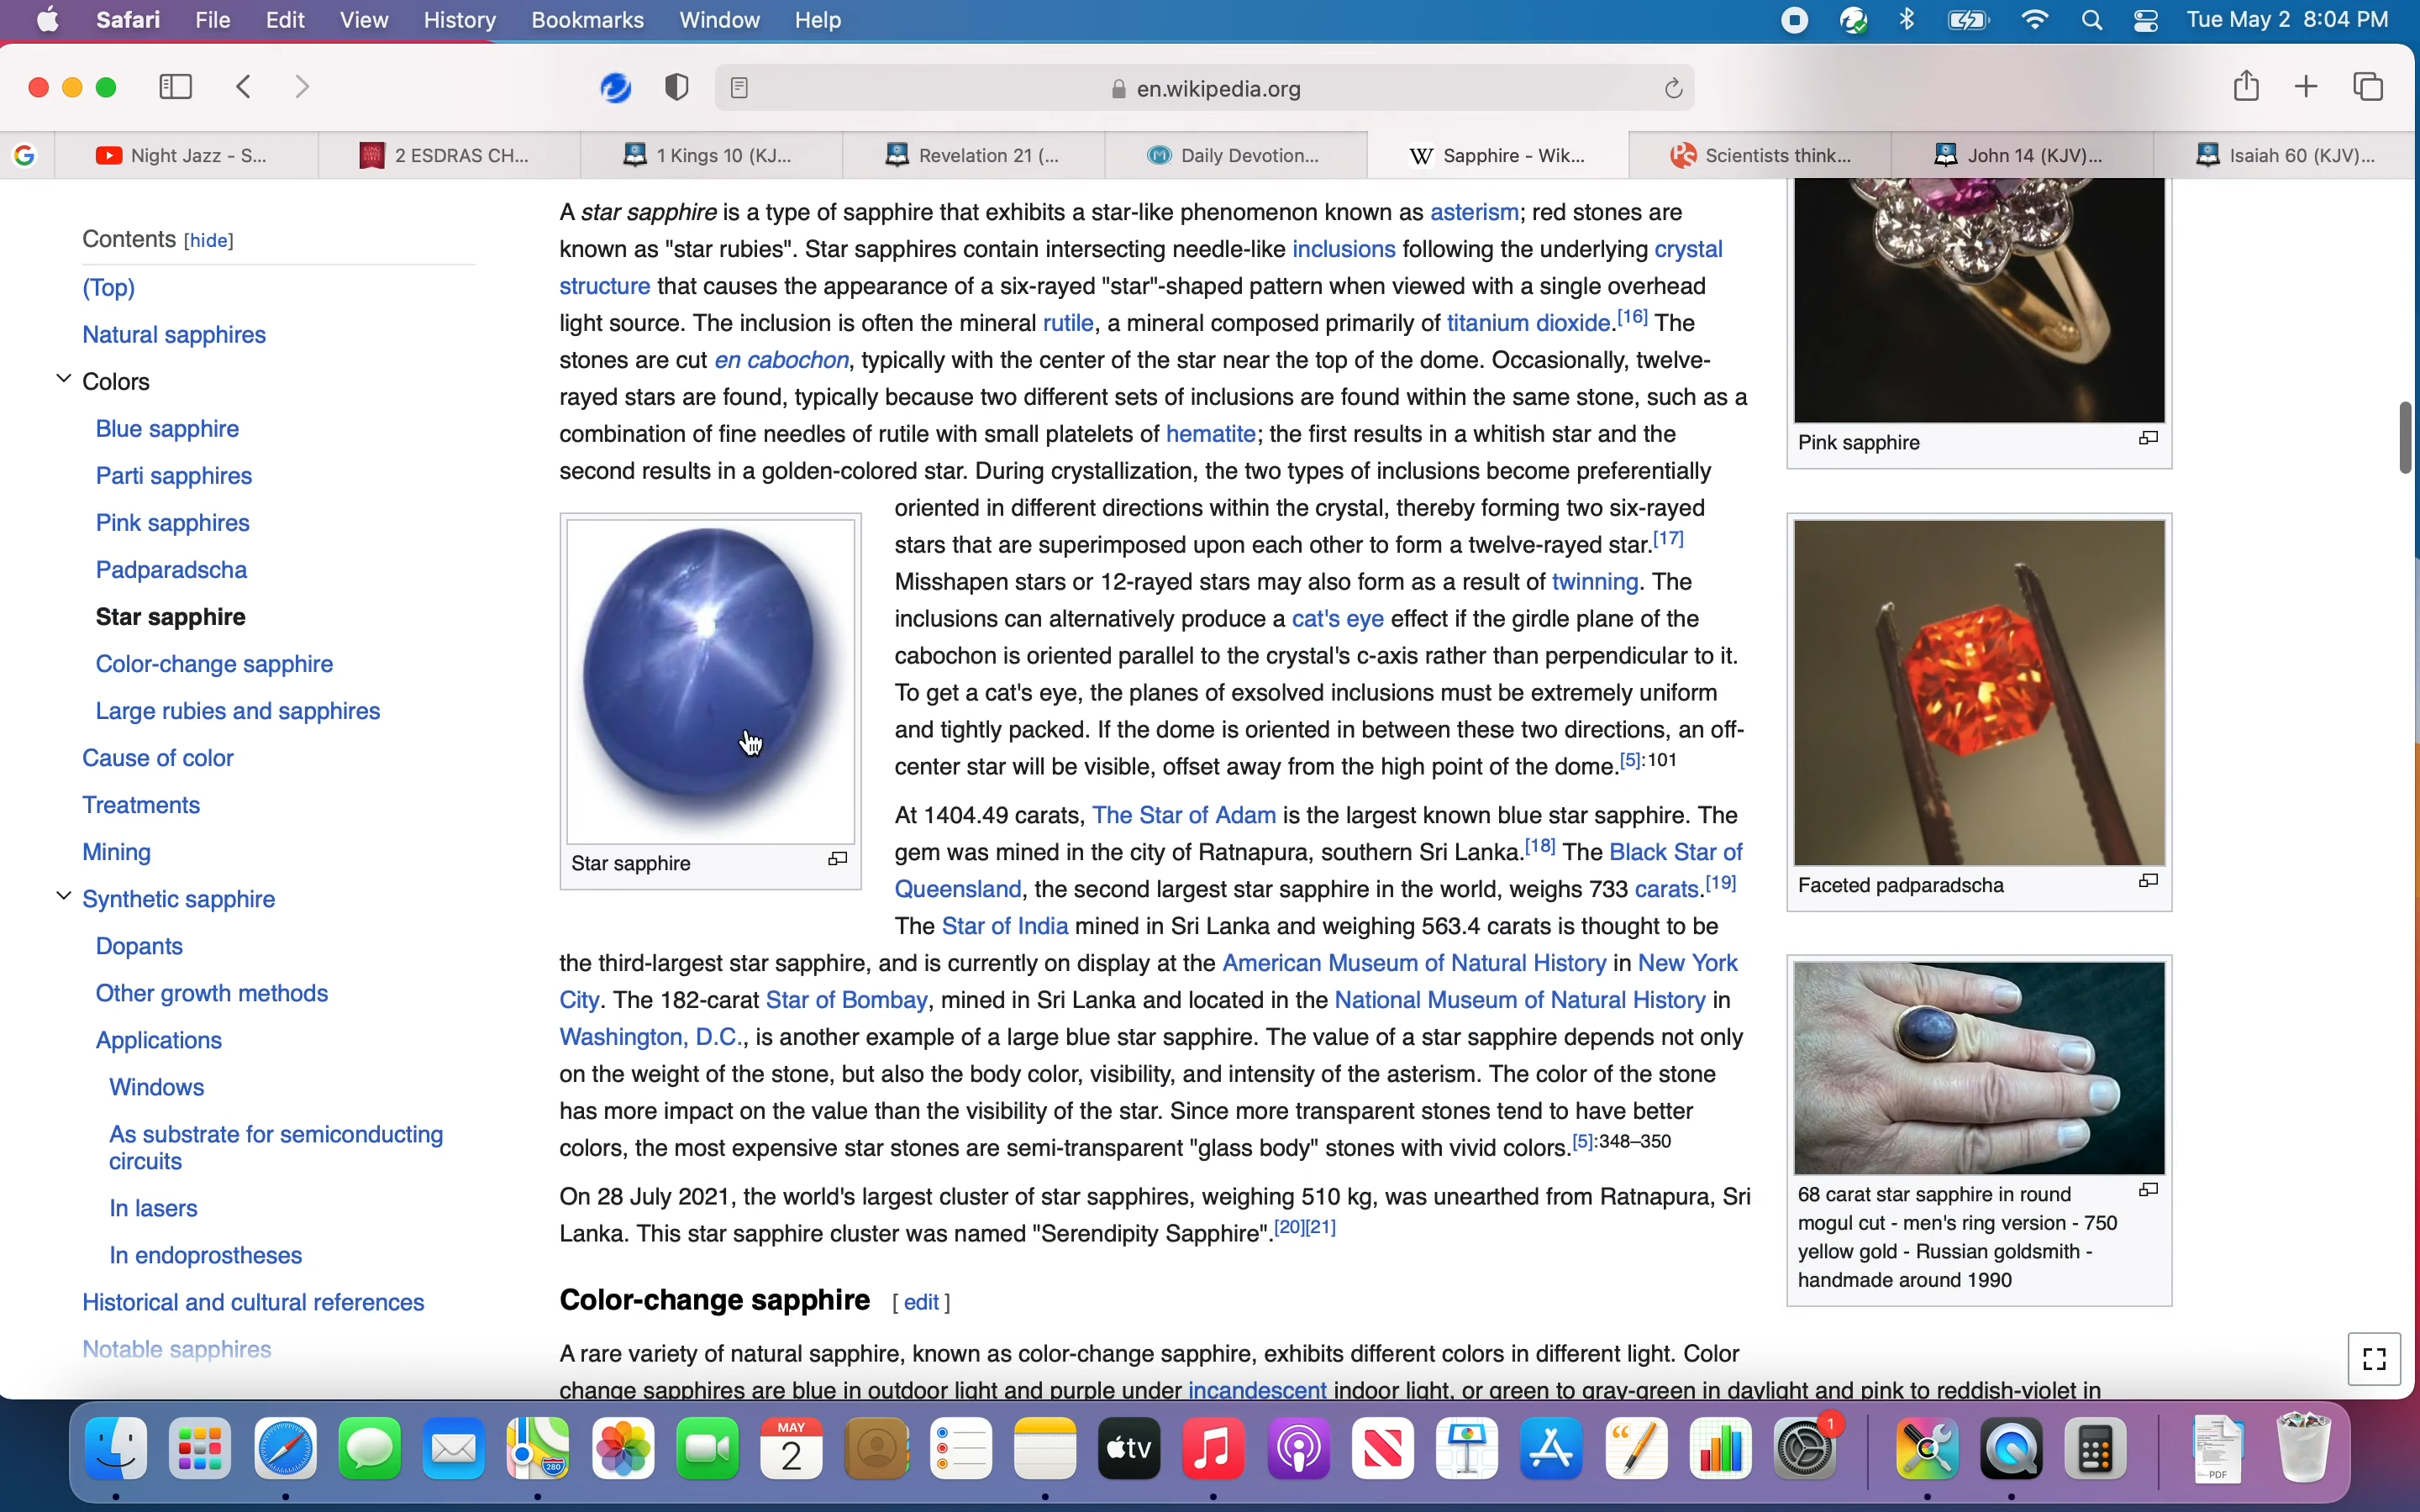 Safari File Edit View History Bookmarks Window Help Tue May 2 8:04 PM
en.wikipedia.org
Night Jazz - S... 2 ESDRAS CH... 1 Kings 10 (KJ... Revelation 21 (... Daily Devotion... Sapphire - Wik... Scientists think... John 14 (KJV)... Isaiah 60 (KJV)...
Contents [hide]
(Top)
Natural sapphires
Colors
Blue sapphire
Parti sapphires
Pink sapphires
Padparadscha
Star sapphire
Color-change sapphire
Large rubies and sapphires
Cause of color
Treatments
Mining
Synthetic sapphire
Dopants
Other growth methods
Applications
Windows
As substrate for semiconducting
circuits
In lasers
In endoprostheses
Historical and cultural references
Notable sapphires
A star sapphire is a type of sapphire that exhibits a star-like phenomenon known as asterism; red stones are
known as "star rubies". Star sapphires contain intersecting needle-like inclusions following the underlying crystal
structure that causes the appearance of a six-rayed "star"-shaped pattern when viewed with a single overhead
light source. The inclusion is often the mineral rutile, a mineral composed primarily of titanium dioxide.[16] The
stones are cut en cabochon, typically with the center of the star near the top of the dome. Occasionally, twelve-
rayed stars are found, typically because two different sets of inclusions are found within the same stone, such as a
combination of fine needles of rutile with small platelets of hematite; the first results in a whitish star and the
second results in a golden-colored star. During crystallization, the two types of inclusions become preferentially
oriented in different directions within the crystal, thereby forming two six-rayed
stars that are superimposed upon each other to form a twelve-rayed star.[17]
Misshapen stars or 12-rayed stars may also form as a result of twinning. The
inclusions can alternatively produce a cat's eye effect if the girdle plane of the
cabochon is oriented parallel to the crystal's c-axis rather than perpendicular to it.
To get a cat's eye, the planes of exsolved inclusions must be extremely uniform
and tightly packed. If the dome is oriented in between these two directions, an off-
center star will be visible, offset away from the high point of the dome.[5]:101
Star sapphire
At 1404.49 carats, The Star of Adam is the largest known blue star sapphire. The
gem was mined in the city of Ratnapura, southern Sri Lanka.[18] The Black Star of
Queensland, the second largest star sapphire in the world, weighs 733 carats.[19]
The Star of India mined in Sri Lanka and weighing 563.4 carats is thought to be
the third-largest star sapphire, and is currently on display at the American Museum of Natural History in New York
City. The 182-carat Star of Bombay, mined in Sri Lanka and located in the National Museum of Natural History in
Washington, D.C., is another example of a large blue star sapphire. The value of a star sapphire depends not only
on the weight of the stone, but also the body color, visibility, and intensity of the asterism. The color of the stone
has more impact on the value than the visibility of the star. Since more transparent stones tend to have better
colors, the most expensive star stones are semi-transparent "glass body" stones with vivid colors.[5]:348–350
On 28 July 2021, the world's largest cluster of star sapphires, weighing 510 kg, was unearthed from Ratnapura, Sri
Lanka. This star sapphire cluster was named "Serendipity Sapphire".[20][21]
Color-change sapphire [ edit ]
A rare variety of natural sapphire, known as color-change sapphire, exhibits different colors in different light. Color
change sapphires are blue in outdoor light and purple under incandescent indoor light, or green to gray-green in daylight and pink to reddish-violet in
Pink sapphire
Faceted padparadscha
68 carat star sapphire in round
mogul cut - men's ring version - 750
yellow gold - Russian goldsmith -
handmade around 1990
280
MAY
2
tv
1
PDF